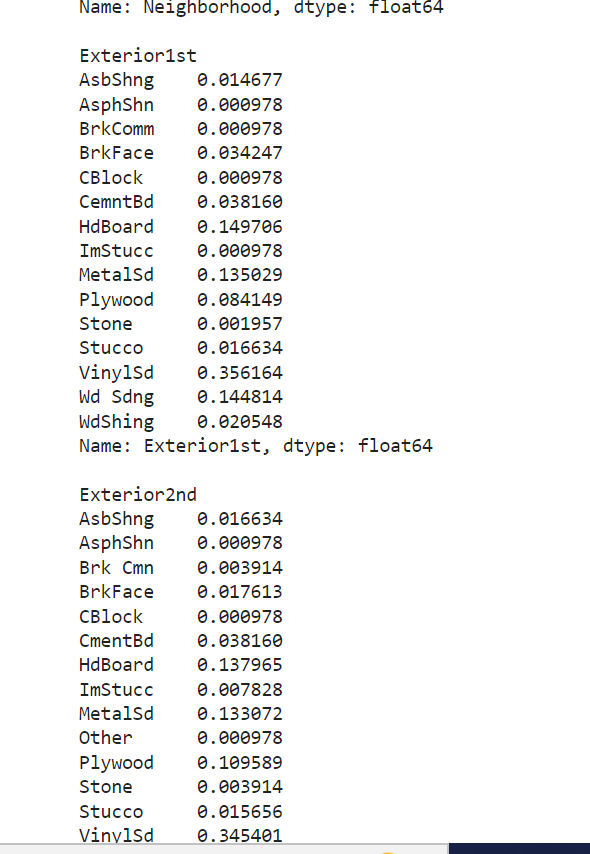 Name: Neighborhood, dtype: float64
Exterior1st
AsbShng    0.014677
AsphShn    0.000978
BrkComm    0.000978
BrkFace    0.034247
CBlock     0.000978
CemntBd    0.038160
HdBoard    0.149706
ImStucc    0.000978
MetalSd    0.135029
Plywood    0.084149
Stone      0.001957
Stucco     0.016634
VinylSd    0.356164
Wd Sdng    0.144814
WdShing    0.020548
Name: Exterior1st, dtype: float64
Exterior2nd
AsbShng    0.016634
AsphShn    0.000978
Brk Cmn    0.003914
BrkFace    0.017613
CBlock     0.000978
CmentBd    0.038160
HdBoard    0.137965
ImStucc    0.007828
MetalSd    0.133072
Other      0.000978
Plywood    0.109589
Stone      0.003914
Stucco     0.015656
VinylSd    0.345401